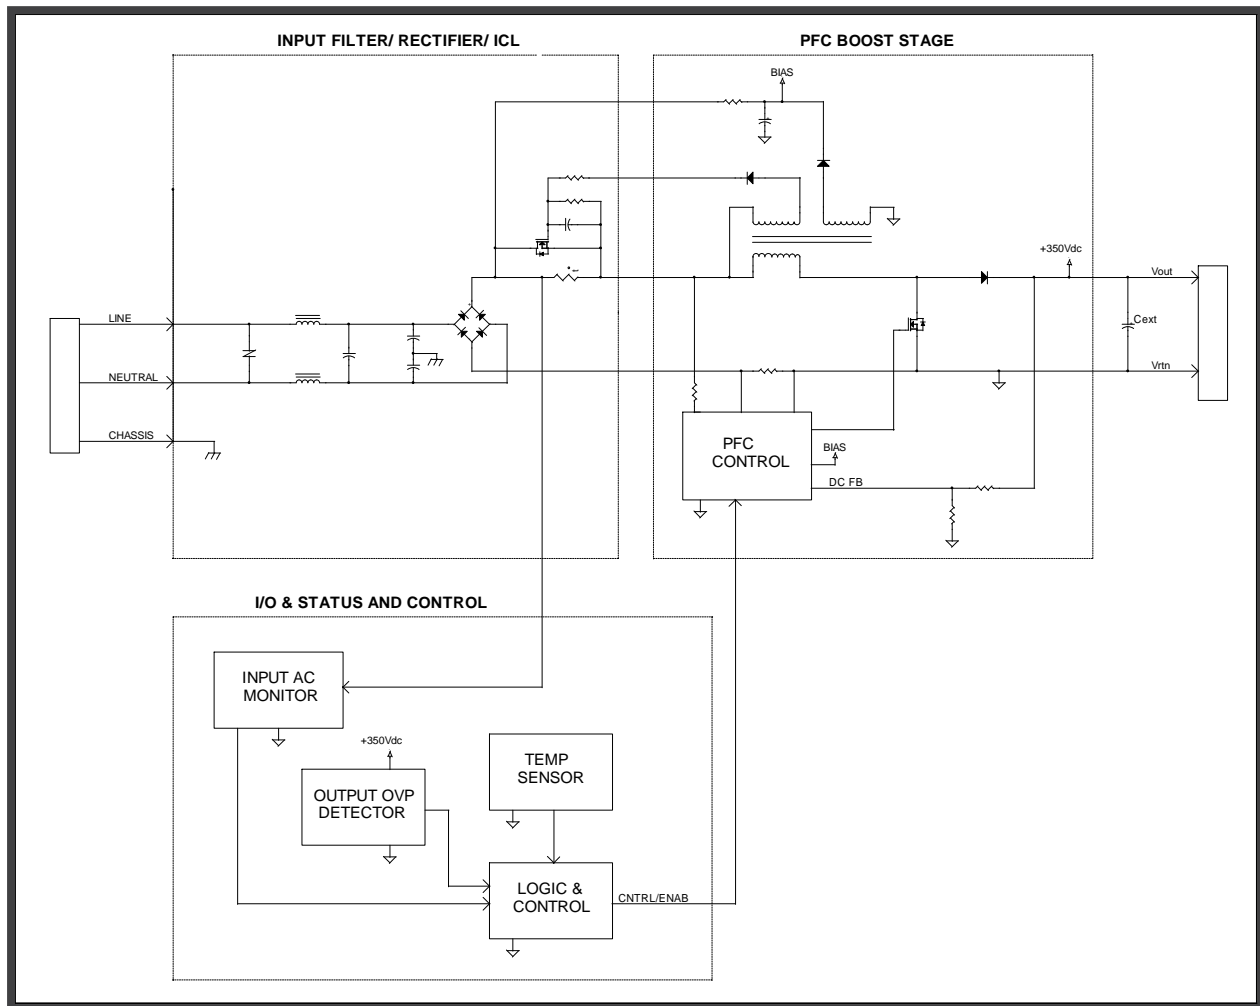 INPUT FILTER/ RECTIFIER/ ICL
PFC BOOST STAGE
BIAS
+350Vdc
Vout
LINE
Cext
NEUTRAL
Vrtn
CHASSIS
PFC
CONTROL
BIAS
DC FB
I/O & STATUS AND CONTROL
INPUT AC
MONITOR
+350Vdc
TEMP
SENSOR
OUTPUT OVP
DETECTOR
LOGIC &
CONTROL
CNTRL/ENAB